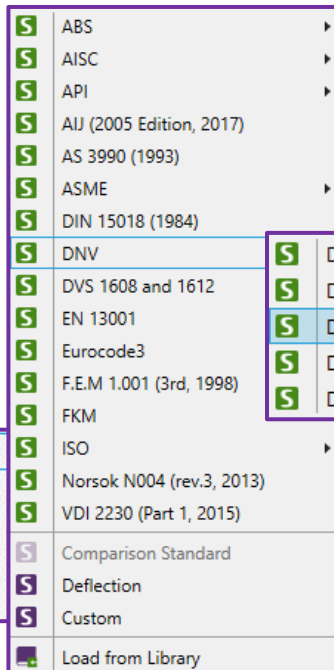 ABS
AISC
API
AIJ (2005 Edition, 2017)
AS 3990 (1993)
ASME
DIN 15018 (1984)
DNV
DVS 1608 and 1612
EN 13001
Eurocode3
F.E.M 1.001 (3rd, 1998)
FKM
ISO
Norsok N004 (rev.3, 2013)
VDI 2230 (Part 1, 2015)
Comparison Standard
Deflection
Custom
Load from Library